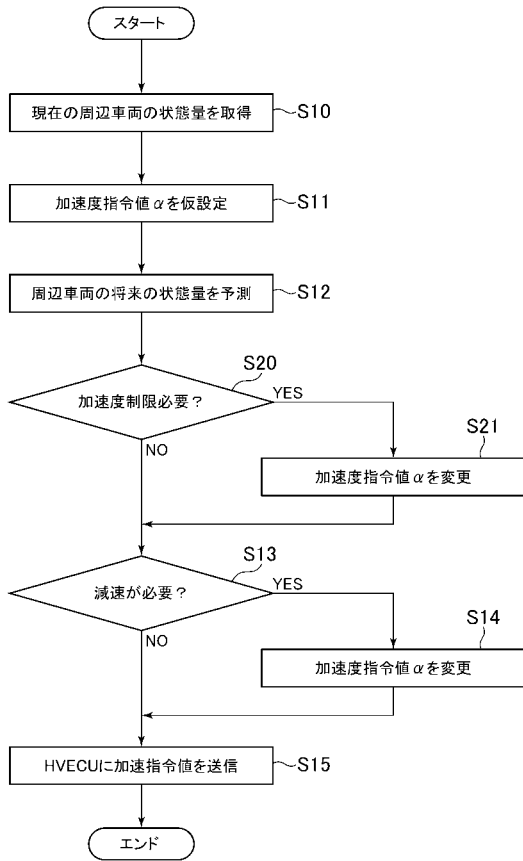 スタート
現在の周辺車両の状態量を取得
S10
加速度指令値αを仮設定
S11
周辺車両の将来の状態量を予測
S12
S20
加速度制限必要？
YES
NO
S21
加速度指令値αを変更
S13
減速が必要？
YES
NO
S14
加速度指令値αを変更
HVECUに加速指令値を送信
S15
エンド